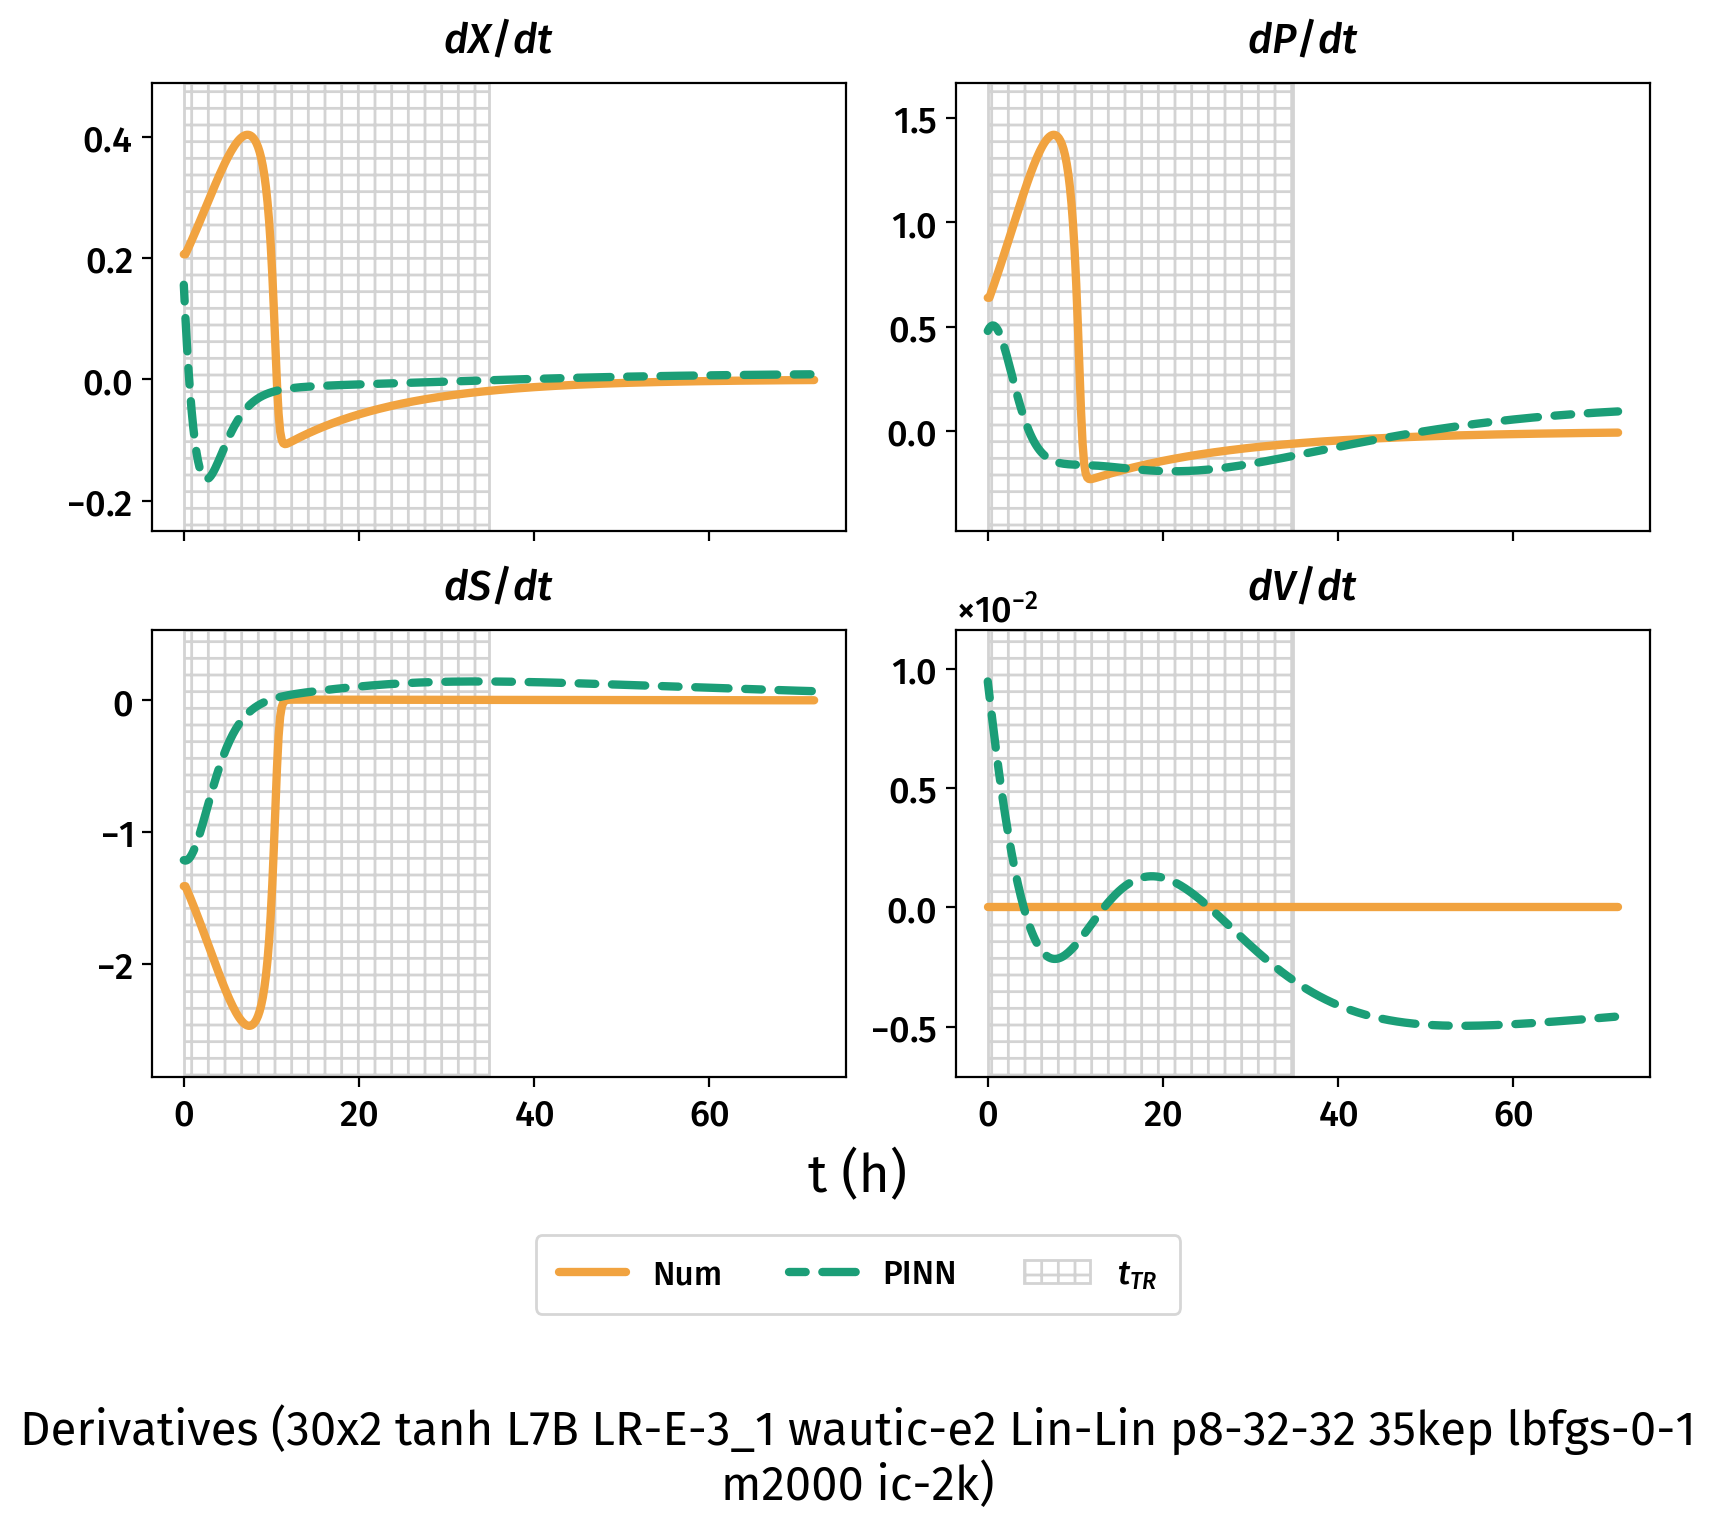 dX/dt
dP/dt
0.4
0.2
0.0
−0.2
1.5
1.0
0.5
0.0
dS/dt
dV/dt
×10⁻²
0
−1
−2
1.0
0.5
0.0
−0.5
0 20 40 60
0 20 40 60
t (h)
Num PINN t_TR
Derivatives (30x2 tanh L7B LR-E-3_1 wautic-e2 Lin-Lin p8-32-32 35kep lbfgs-0-1
m2000 ic-2k)